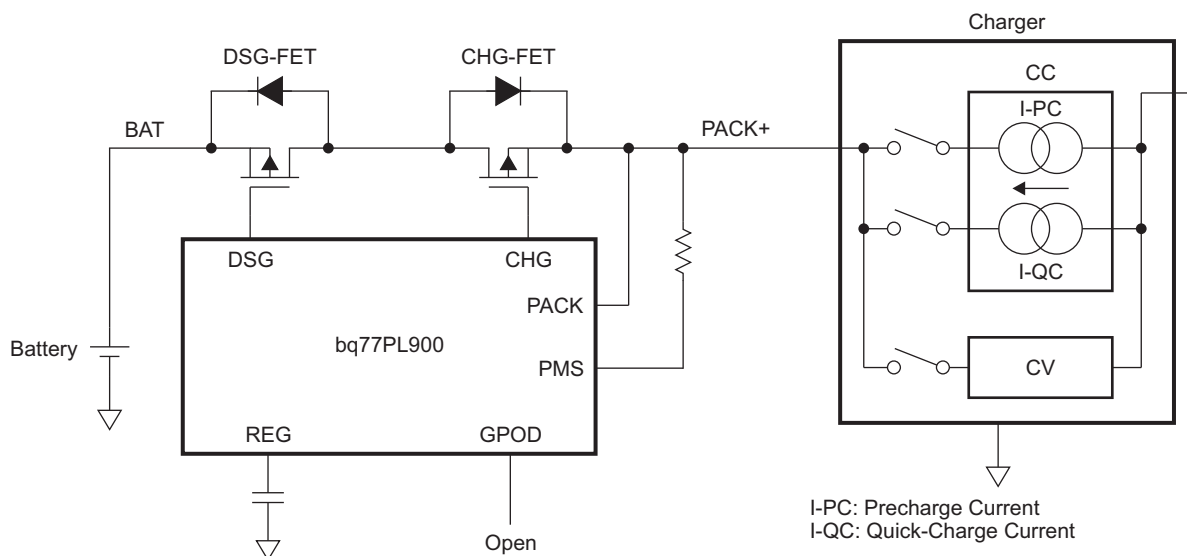 Charger
DSG-FET
CHG-FET
CC
I-PC
BAT
PACK+
I-QC
DSG
CHG
PACK
bq77PL900
Battery
PMS
CV
REG
GPOD
Open
I-PC: Precharge Current
I-QC: Quick-Charge Current